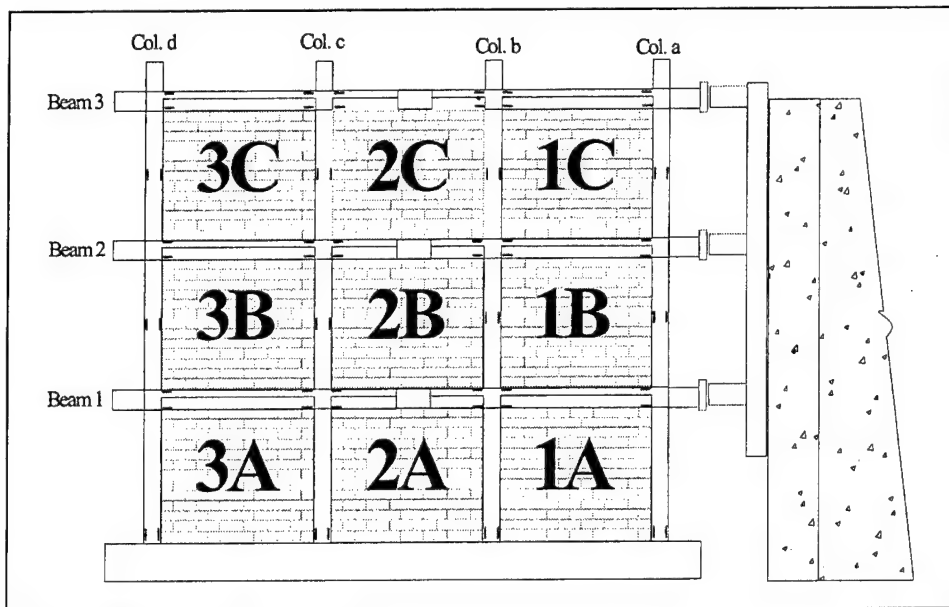 Col. d Col. c Col. b Col. a
Beam 3
3C 2C 1C
Beam 2
3B 2B 1B
Beam 1
3A 2A 1A